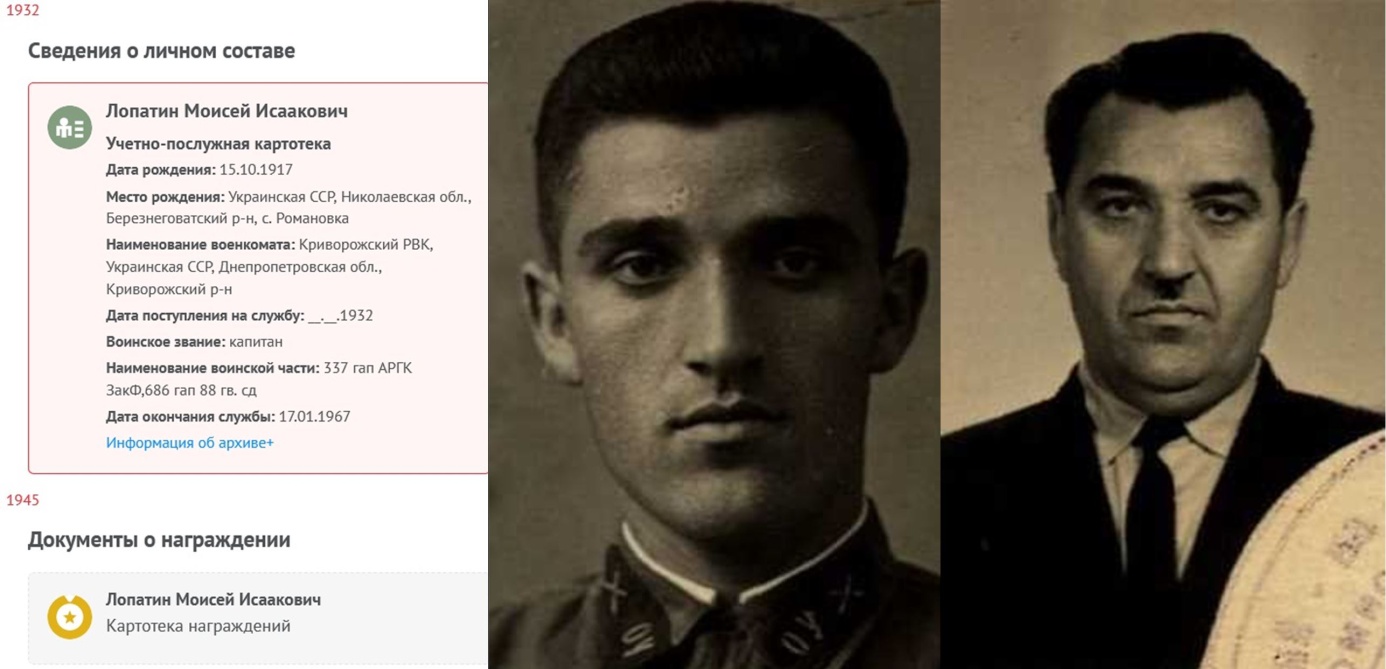 1932
Сведения о личном составе
Лопатин Моисей Исаакович
Учетно-послужная картотека
Дата рождения: 15.10.1917
Место рождения: Украинская ССР, Николаевская обл.,
Березнеговатский р-н, с. Романовка
Наименование военкомата: Криворожский РВК,
Украинская ССР, Днепропетровская обл.,
Криворожский р-н
Дата поступления на службу: __.__.1932
Воинское звание: капитан
Наименование воинской части: 337 гап АРГК
ЗакФ,686 гап 88 гв. сд
Дата окончания службы: 17.01.1967
Информация об архиве+
1945
Документы о награждении
Лопатин Моисей Исаакович
Картотека награждений